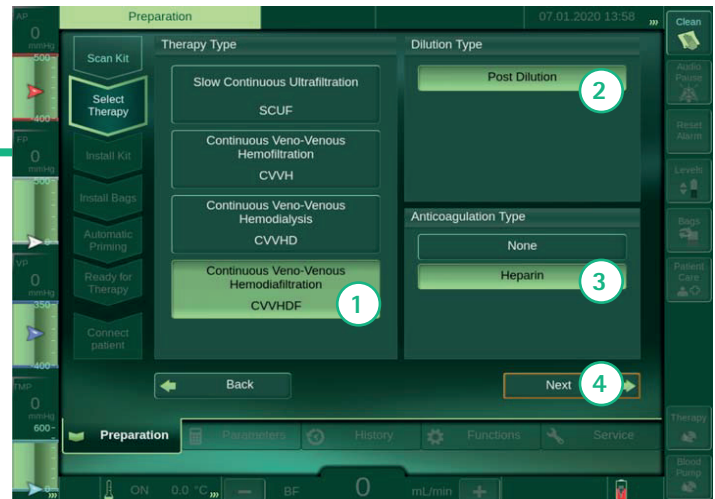 Preparation
07.01.2020 13:58
Clean
AP
0
mmHg
500
400
FP
0
mmHg
500
0
VP
0
mmHg
350
400
TMP
0
mmHg
600
Scan Kit
Select
Therapy
Install Kit
Install Bags
Automatic
Priming
Ready for
Therapy
Connect
patient
Therapy Type
Slow Continuous Ultrafiltration
SCUF
Continuous Veno-Venous
Hemofiltration
CVVH
Continuous Veno-Venous
Hemodialysis
CVVHD
Continuous Veno-Venous
Hemodiafiltration
CVVHDF
1
Dilution Type
Post Dilution
2
Anticoagulation Type
None
Heparin
3
Back
Next
4
Audio
Pause
Reset
Alarm
Levels
Bags
Patient
Care
Therapy
Blood
Pump
Preparation
Parameters
History
Functions
Service
ON 0.0 °C
BF 0 mL/min